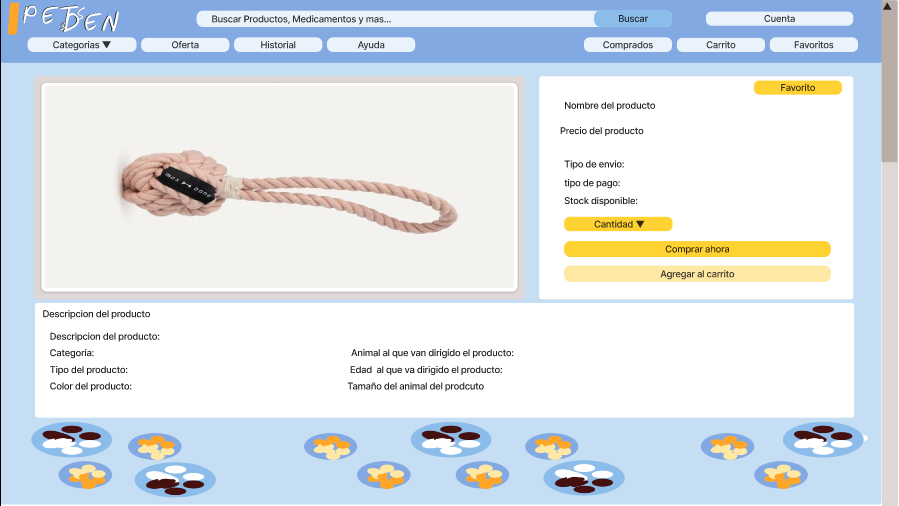 PETSDEN
Buscar Productos, Medicamentos y mas...
Buscar
Cuenta
Categorias ▼
Oferta
Historial
Ayuda
Comprados
Carrito
Favoritos
max bone
Favorito
Nombre del producto
Precio del producto
Tipo de envio:
tipo de pago:
Stock disponible:
Cantidad ▼
Comprar ahora
Agregar al carrito
Descripcion del producto
Descripcion del producto:
Categoria:
Animal al que van dirigido el producto:
Tipo del producto:
Edad al que va dirigido el producto:
Color del producto:
Tamaño del animal del prodcuto